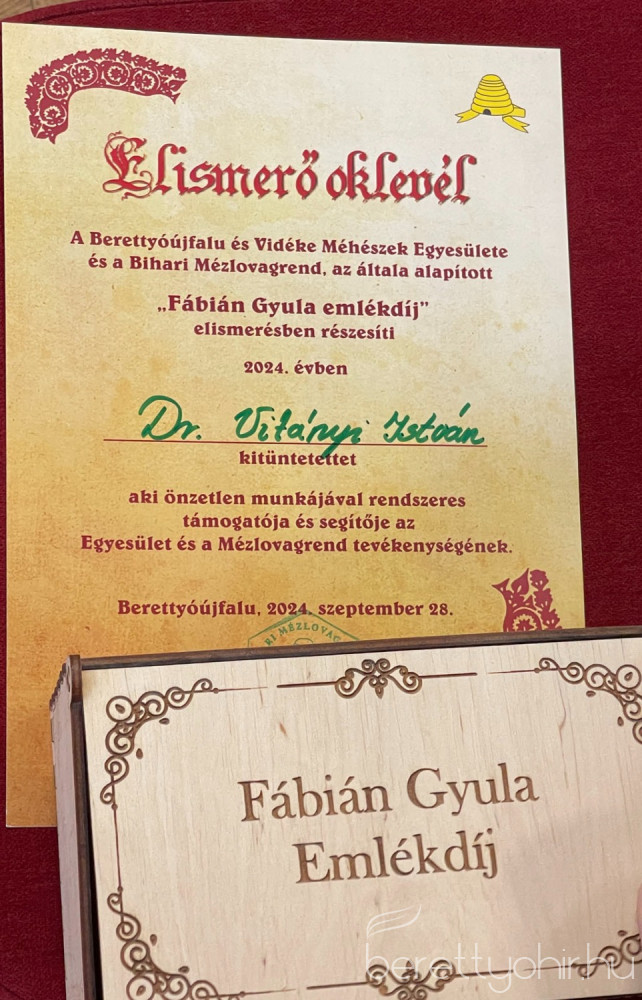 Elismerő oklevél
A Berettyóújfalu és Vidéke Méhészek Egyesülete
és a Bihari Mézlovagrend, az általa alapított
„Fábián Gyula emlékdíj”
elismerésben részesíti
2024. évben
Dr. Vitányi István
kitüntetettet
aki önzetlen munkájával rendszeres
támogatója és segítője az
Egyesület és a Mézlovagrend tevékenységének.
Berettyóújfalu, 2024. szeptember 28.
RI MÉZLOVAG
Fábián Gyula
Emlékdíj
berettyohir.hu